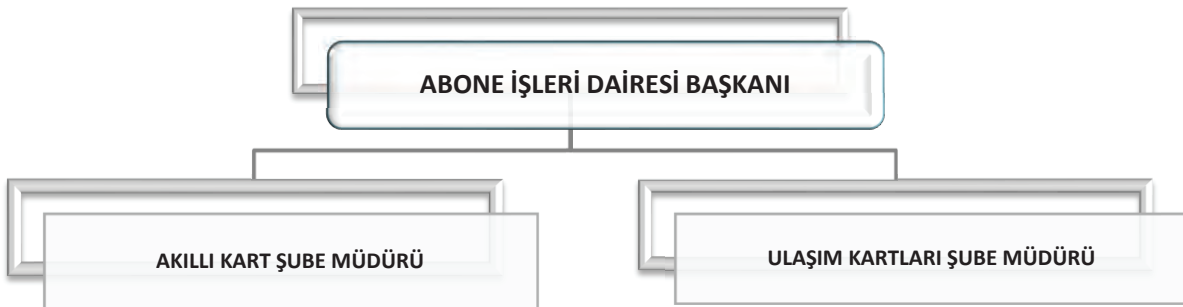 ABONE İŞLERİ DAİRESİ BAŞKANI
AKILLI KART ŞUBE MÜDÜRÜ
ULAŞIM KARTLARI ŞUBE MÜDÜRÜ